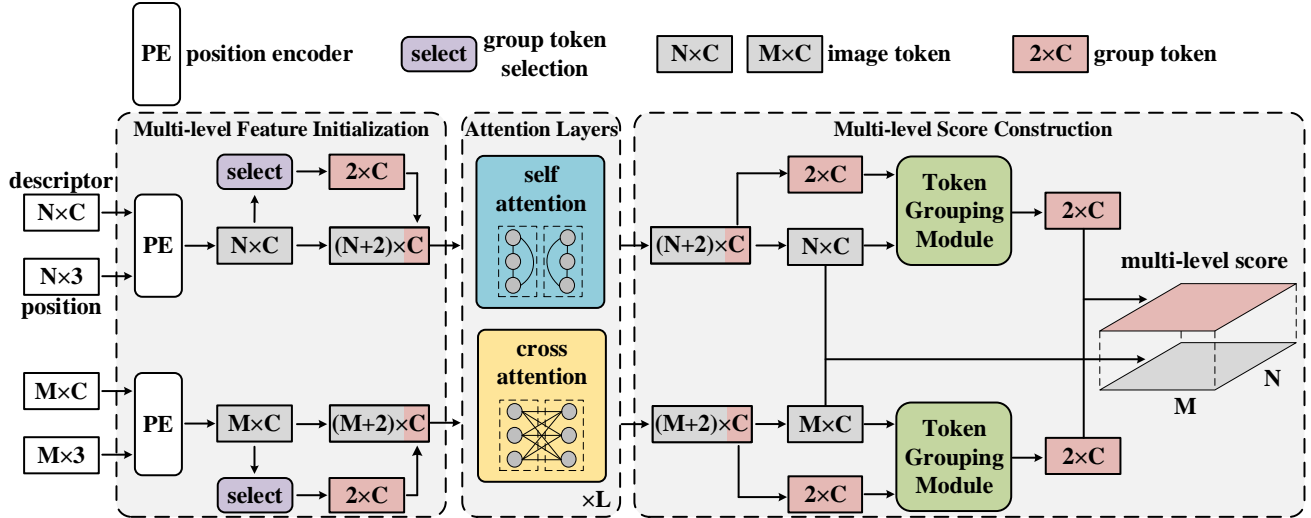 PE position encoder
select group token selection
N×C M×C image token
2×C group token
Multi-level Feature Initialization
Attention Layers
Multi-level Score Construction
descriptor
N×C
N×3
position
PE
select
2×C
N×C
(N+2)×C
self
attention
(N+2)×C
2×C
N×C
Token
Grouping
Module
2×C
multi-level score
N
M
M×C
M×3
PE
M×C
(M+2)×C
select
2×C
cross
attention
×L
(M+2)×C
M×C
2×C
Token
Grouping
Module
2×C